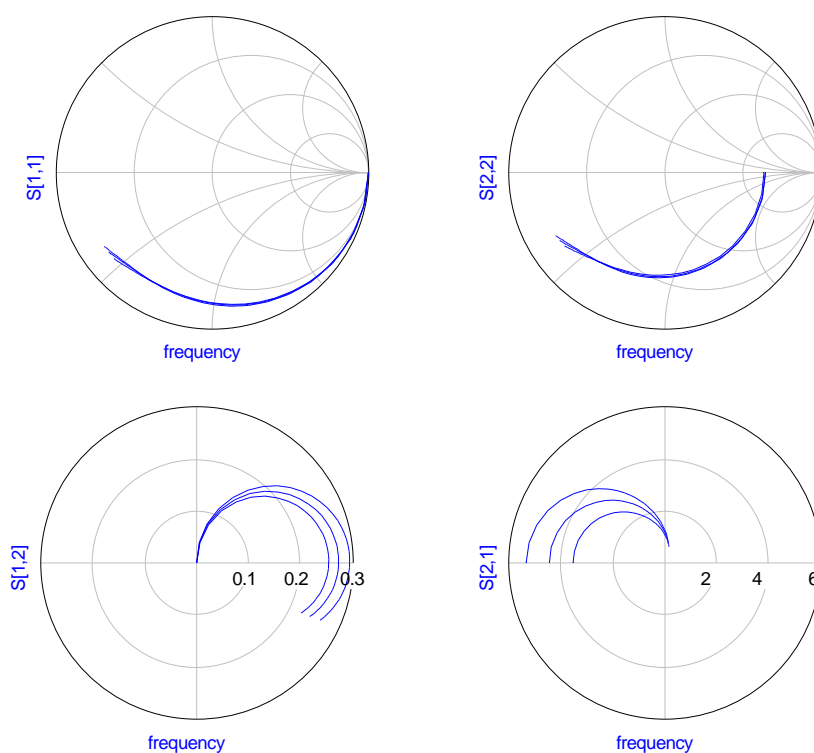 S[1,1]
frequency
S[2,2]
frequency
S[1,2]
0.1
0.2
0.3
frequency
S[2,1]
2
4
6
frequency